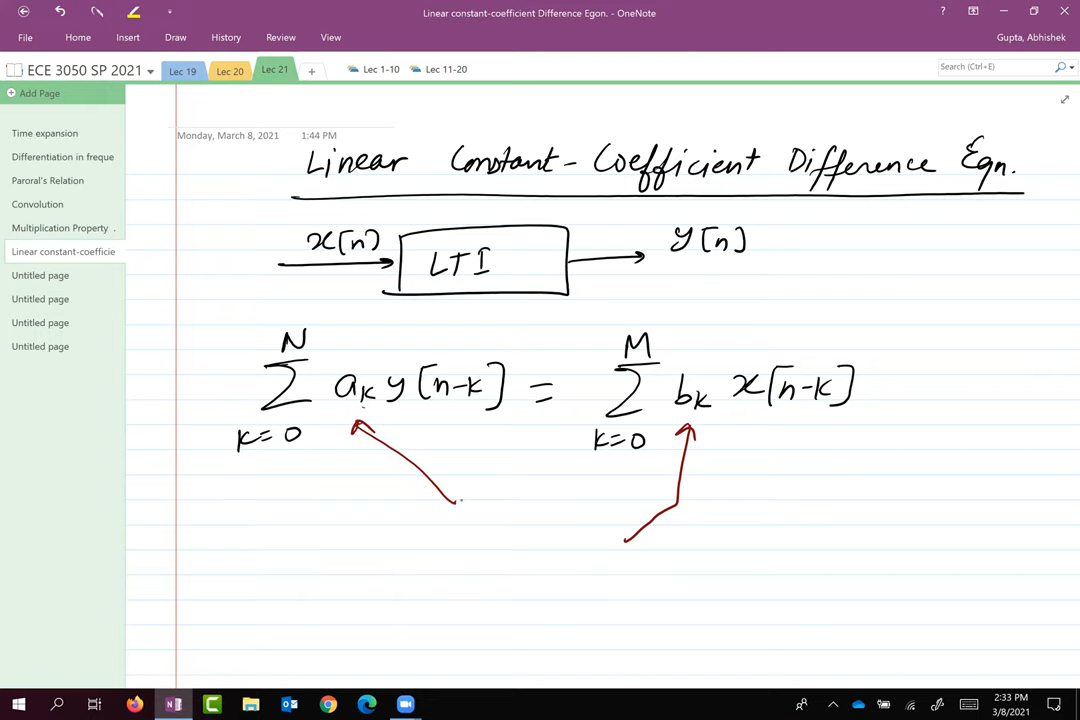 Linear constant-coefficient Difference Eqon. - OneNote
?
File Home Insert Draw History Review View
Gupta, Abhishek
ECE 3050 SP 2021 Lec 19 Lec 20 Lec 21 + Lec 1-10 Lec 11-20
Search (Ctrl+E)
Add Page
Monday, March 8, 2021 1:44 PM
Time expansion
Differentiation in freque
Paroral's Relation
Convolution
Multiplication Property .
Linear constant-coefficie
Untitled page
Untitled page
Untitled page
Untitled page
Linear Constant-Coefficient Difference Eqn.
x[n] LTI y[n]
N M
∑ aₖ y[n-k] = ∑ bₖ x[n-k]
k=0 k=0
2:33 PM
3/8/2021